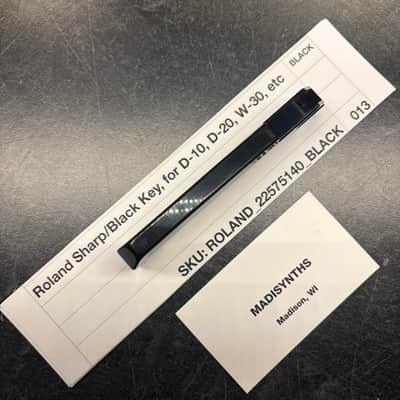 Roland Sharp/Black Key, for D-10, D-20, W-30, etc
BLACK
SKU: ROLAND_22575140_BLACK
013
MADISYNTHS
Madison, WI